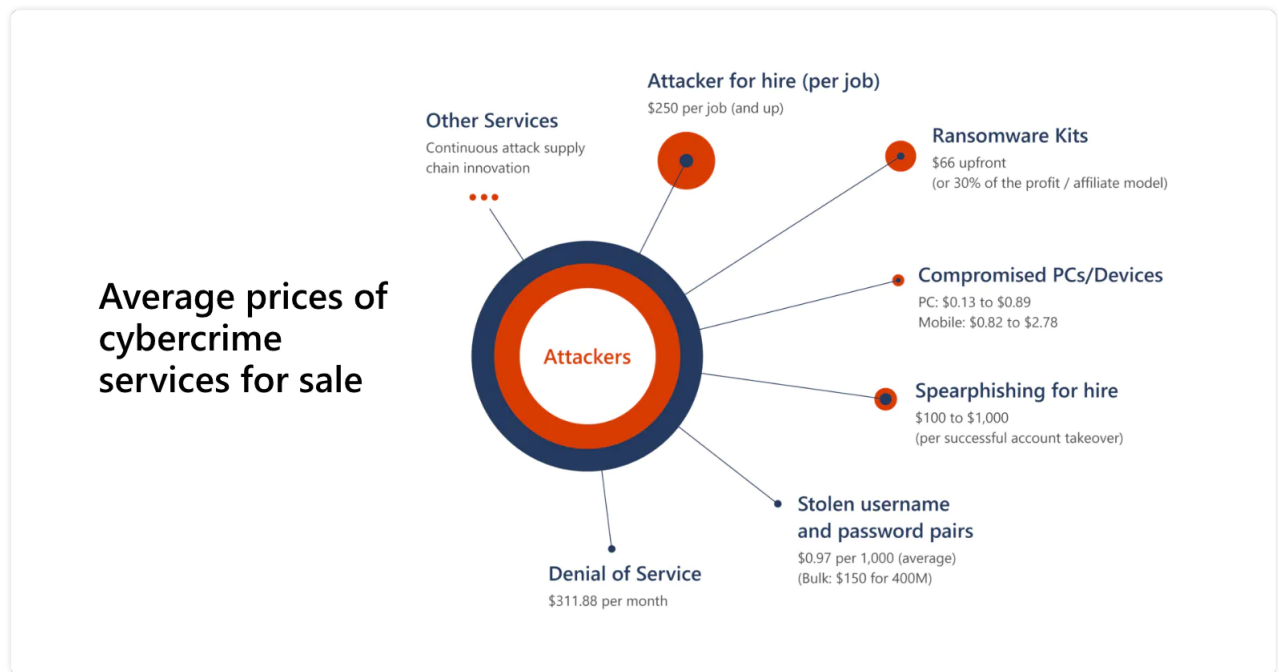 Average prices of
cybercrime
services for sale
Attackers
Other Services
Continuous attack supply
chain innovation
Attacker for hire (per job)
$250 per job (and up)
Ransomware Kits
$66 upfront
(or 30% of the profit / affiliate model)
Compromised PCs/Devices
PC: $0.13 to $0.89
Mobile: $0.82 to $2.78
Spearphishing for hire
$100 to $1,000
(per successful account takeover)
Stolen username
and password pairs
$0.97 per 1,000 (average)
(Bulk: $150 for 400M)
Denial of Service
$311.88 per month